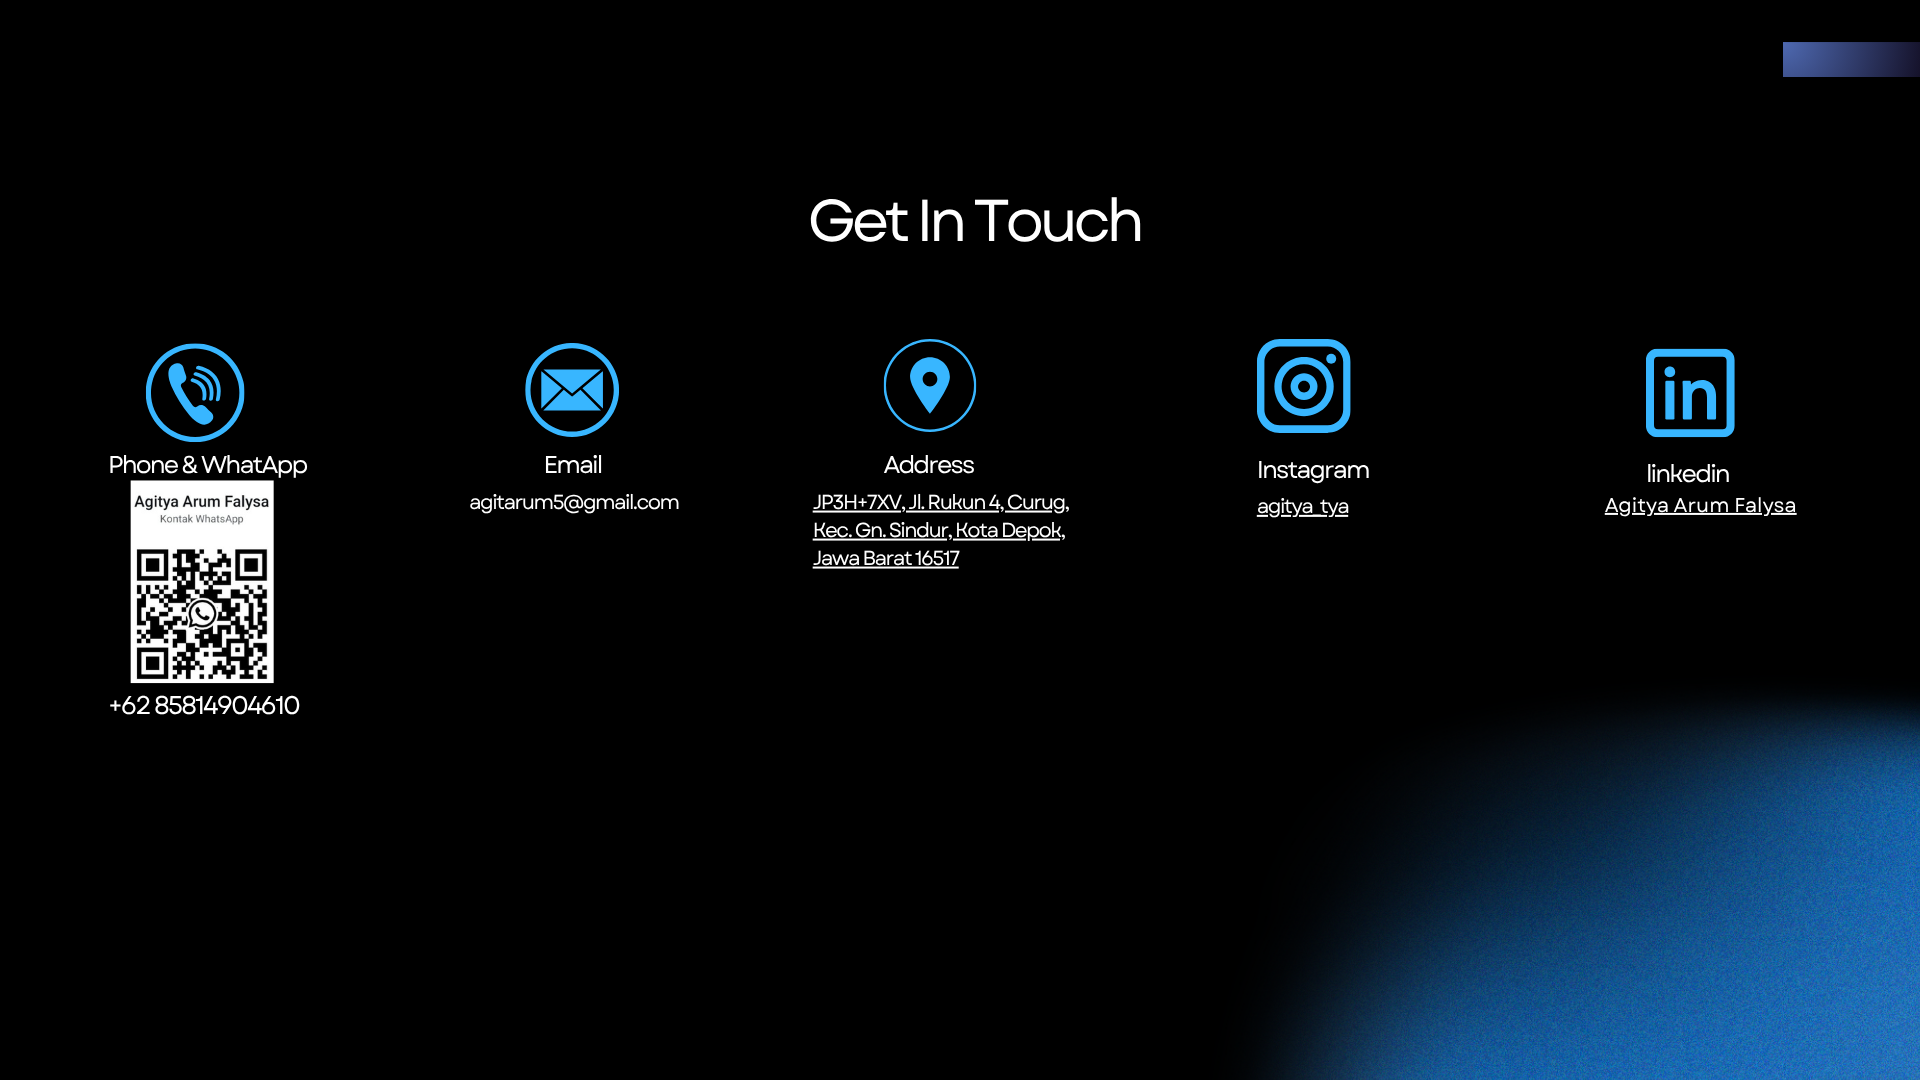 Get In Touch
Phone & WhatApp
Agitya Arum Falysa
Kontak WhatsApp
+62 85814904610
Email
agitarum5@gmail.com
Address
JP3H+7XV, Jl. Rukun 4, Curug,
Kec. Gn. Sindur, Kota Depok,
Jawa Barat 16517
Instagram
agitya_tya
linkedin
Agitya Arum Falysa